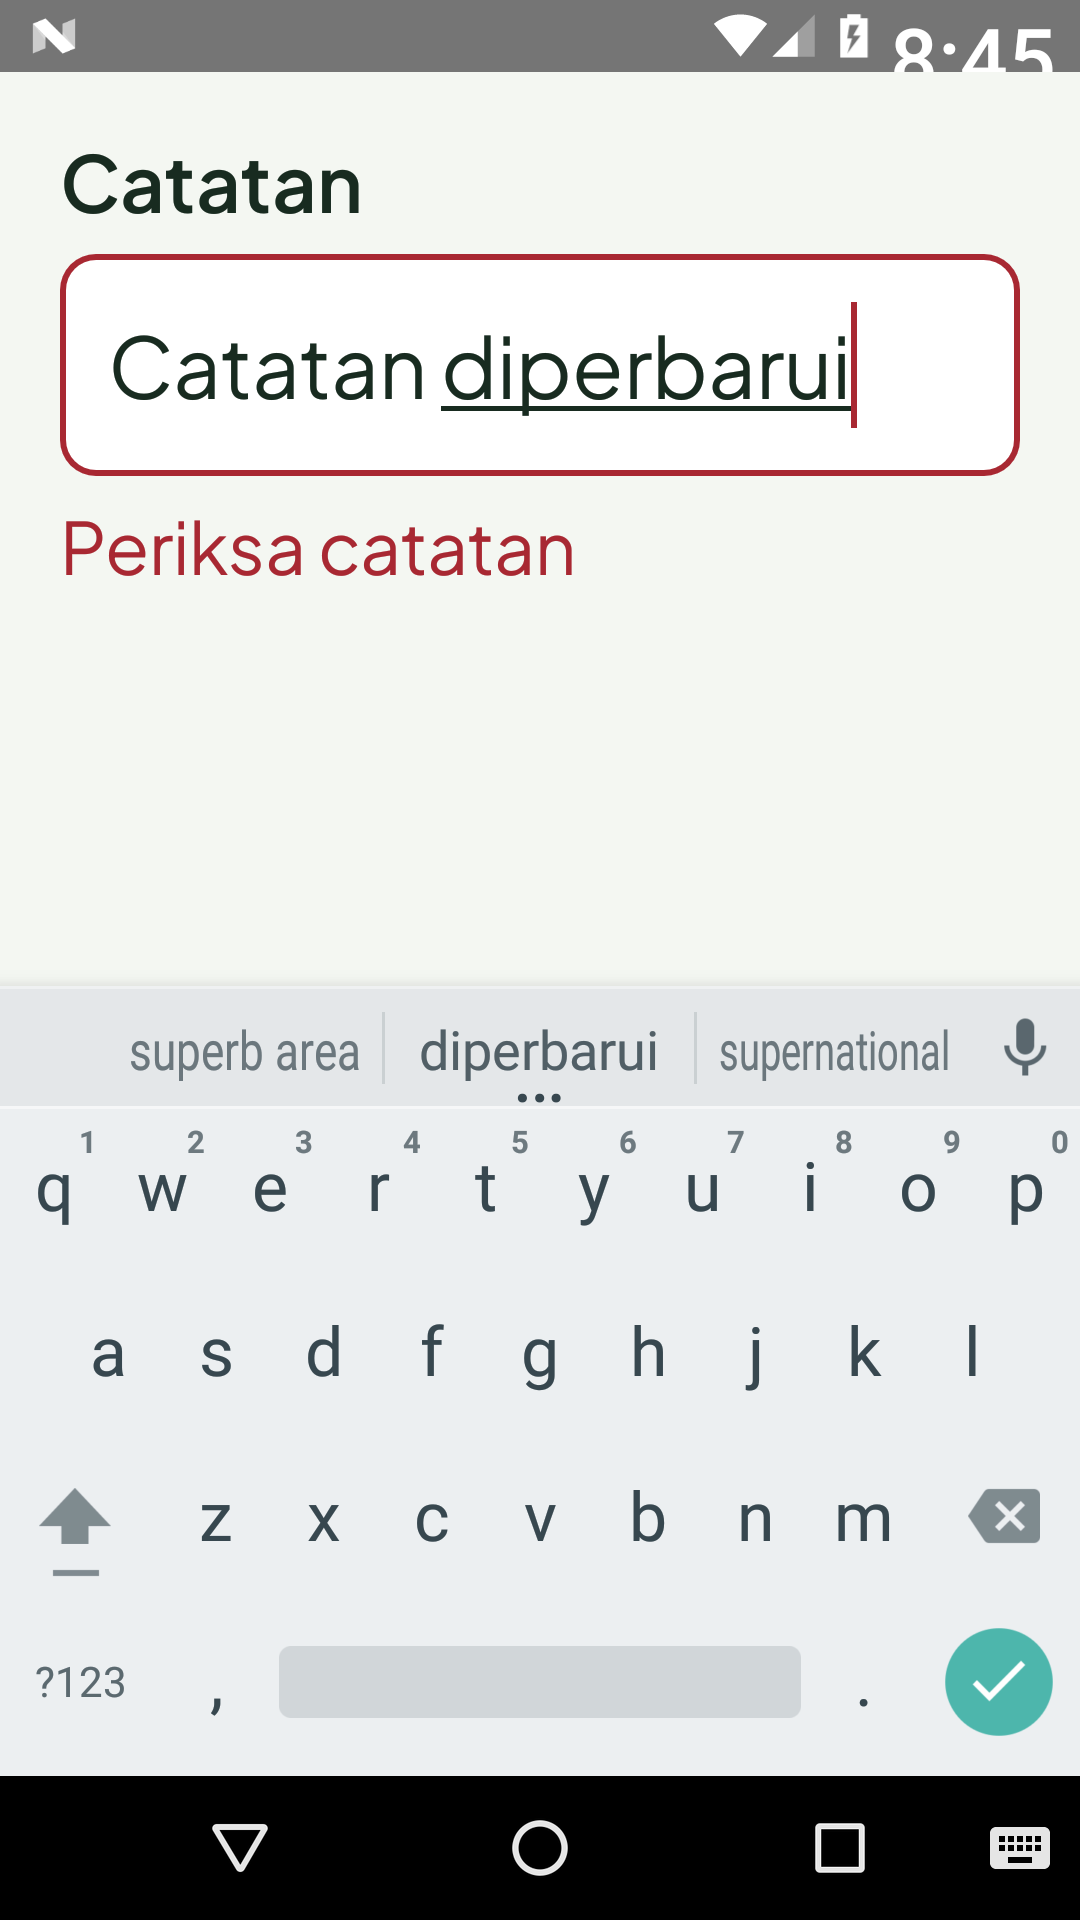 8:45
Catatan
Catatan diperbarui
Periksa catatan
superb area diperbarui supernational
1 2 3 4 5 6 7 8 9 0
q w e r t y u i o p
a s d f g h j k l
z x c v b n m
?123 , .